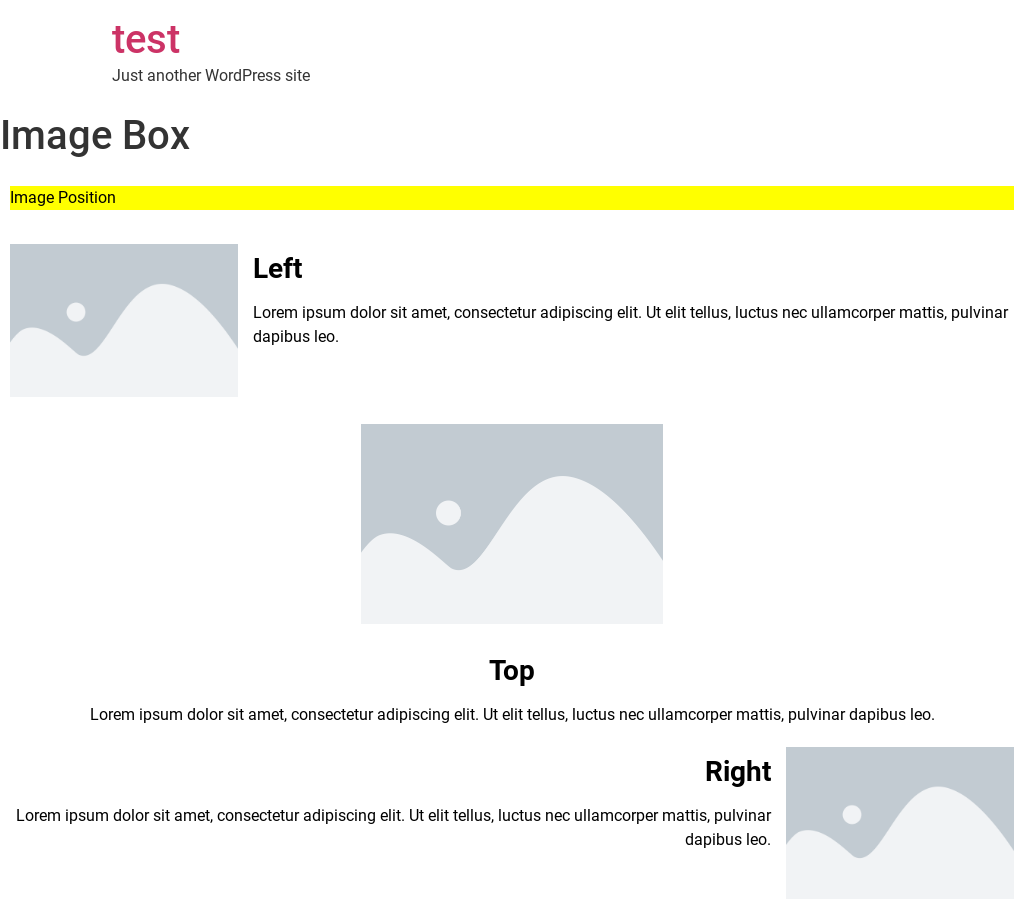 test
Just another WordPress site
Image Box
Image Position
Left
Lorem ipsum dolor sit amet, consectetur adipiscing elit. Ut elit tellus, luctus nec ullamcorper mattis, pulvinar
dapibus leo.
Top
Lorem ipsum dolor sit amet, consectetur adipiscing elit. Ut elit tellus, luctus nec ullamcorper mattis, pulvinar dapibus leo.
Right
Lorem ipsum dolor sit amet, consectetur adipiscing elit. Ut elit tellus, luctus nec ullamcorper mattis, pulvinar
dapibus leo.